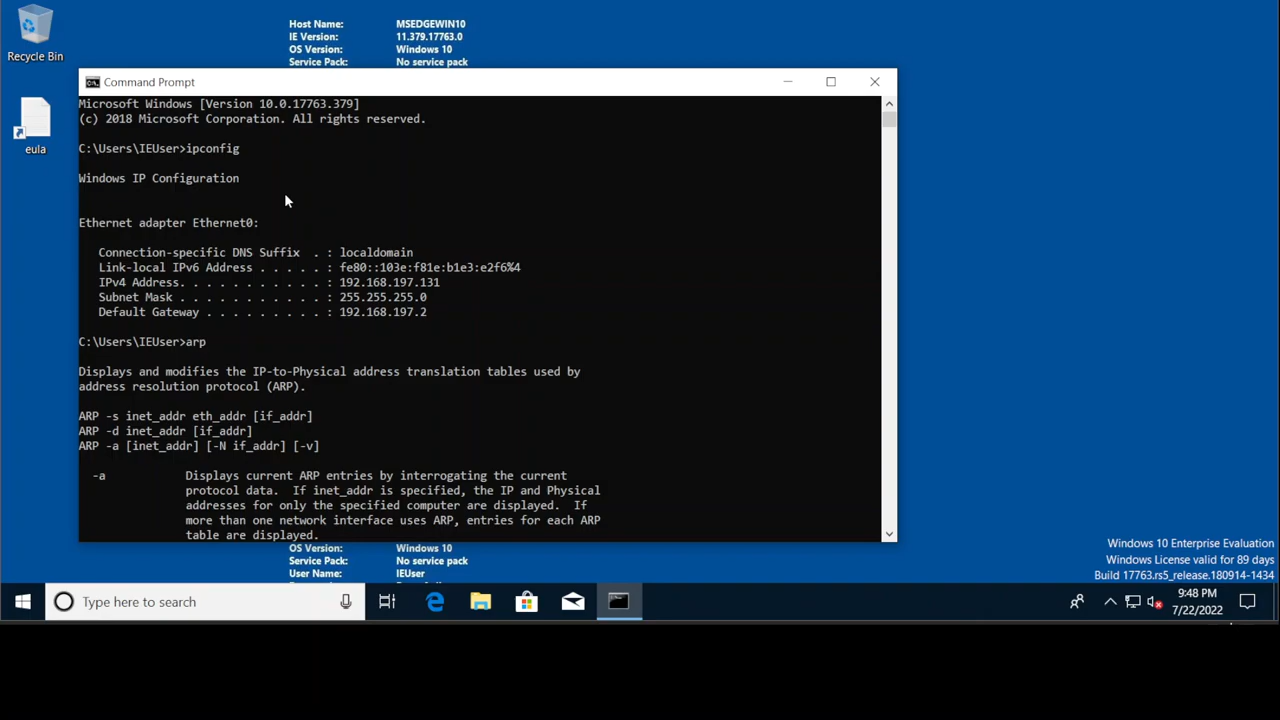 Recycle Bin
eula
Host Name: MSEDGEWIN10
IE Version: 11.379.17763.0
OS Version: Windows 10
Service Pack: No service pack
Command Prompt
Microsoft Windows [Version 10.0.17763.379]
(c) 2018 Microsoft Corporation. All rights reserved.
C:\Users\IEUser>ipconfig
Windows IP Configuration
Ethernet adapter Ethernet0:
Connection-specific DNS Suffix . : localdomain
Link-local IPv6 Address . . . . . : fe80::103e:f81e:b1e3:e2f6%4
IPv4 Address. . . . . . . . . . . : 192.168.197.131
Subnet Mask . . . . . . . . . . . : 255.255.255.0
Default Gateway . . . . . . . . . : 192.168.197.2
C:\Users\IEUser>arp
Displays and modifies the IP-to-Physical address translation tables used by
address resolution protocol (ARP).
ARP -s inet_addr eth_addr [if_addr]
ARP -d inet_addr [if_addr]
ARP -a [inet_addr] [-N if_addr] [-v]
-a Displays current ARP entries by interrogating the current
protocol data. If inet_addr is specified, the IP and Physical
addresses for only the specified computer are displayed. If
more than one network interface uses ARP, entries for each ARP
table are displayed.
OS Version: Windows 10
Service Pack: No service pack
User Name: IEUser
Windows 10 Enterprise Evaluation
Windows License valid for 89 days
Build 17763.rs5_release.180914-1434
Type here to search
9:48 PM
7/22/2022